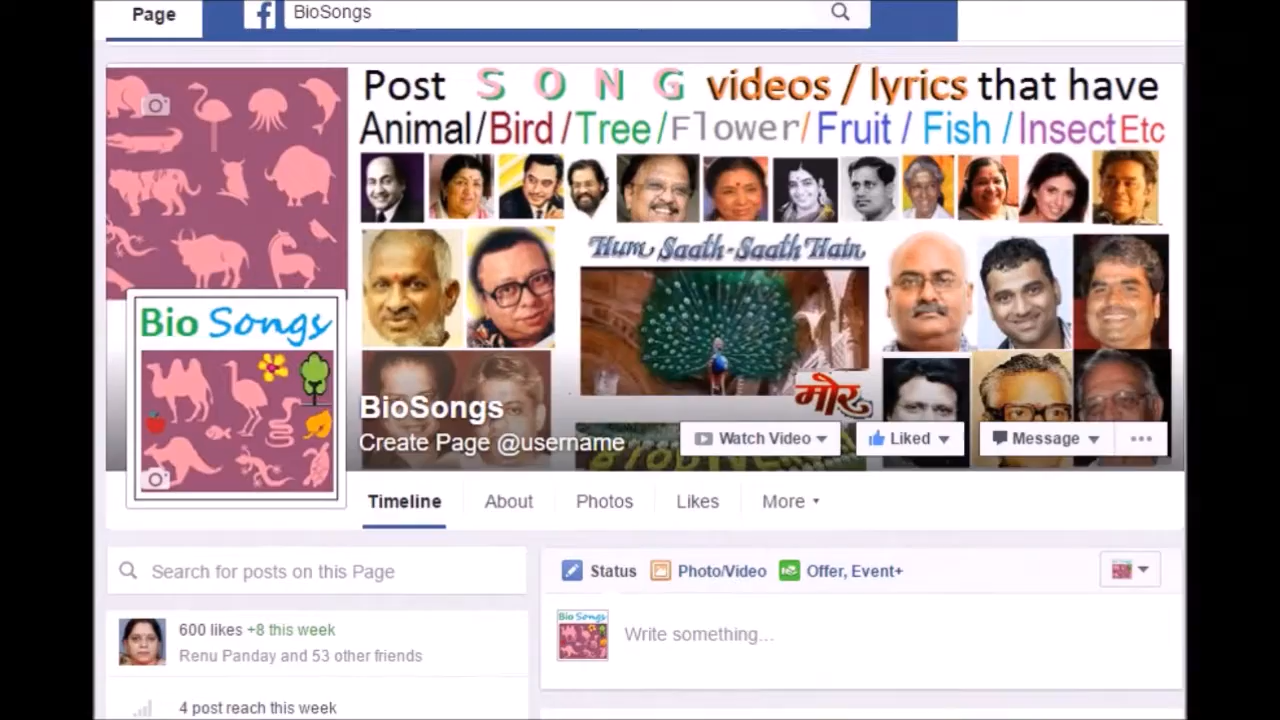 Page
BioSongs
Post SONG videos / lyrics that have
Animal/Bird /Tree/Flower/Fruit / Fish /Insect Etc
Hum Saath-Saath Hain
मौर
Bio Songs
BioSongs
Create Page @username
Watch Video
Liked
Message
Timeline
About
Photos
Likes
More
Search for posts on this Page
Status
Photo/Video
Offer, Event+
Bio Songs
Write something...
600 likes +8 this week
Renu Panday and 53 other friends
4 post reach this week